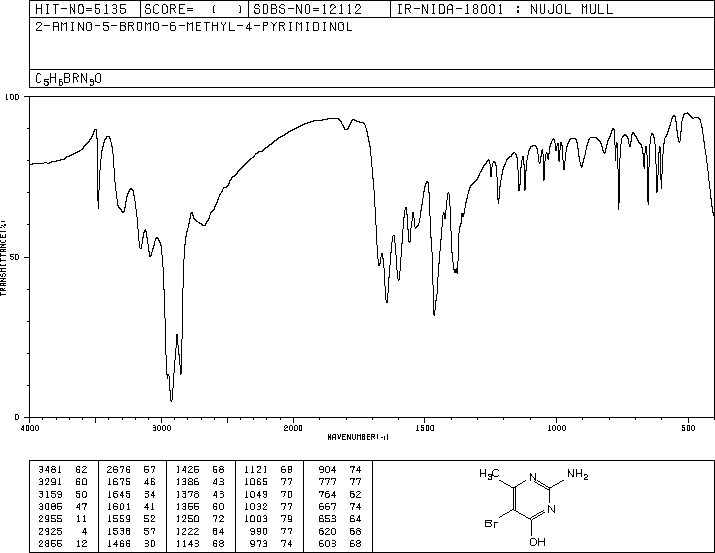 HIT-NO=5135 SCORE= ( ) SDBS-NO=12112 IR-NIDA-18001 : NUJOL MULL
2-AMINO-5-BROMO-6-METHYL-4-PYRIMIDINOL
C5H6BRN3O
100
50
0
TRANSMITTANCE(%)
4000 3000 2000 1500 1000 500
WAVENUMBER(-1)
3481 62 2676 57 1425 58 1121 68 904 74
3291 60 1675 46 1386 43 1065 77 777 77
3159 50 1645 34 1378 43 1049 70 764 62
3085 47 1601 41 1355 60 1032 77 667 74
2955 11 1559 52 1250 72 1003 79 653 64
2925 4 1538 57 1222 64 990 77 620 68
2855 12 1466 30 1143 68 973 74 603 68
H3C
N
NH2
Br
N
OH